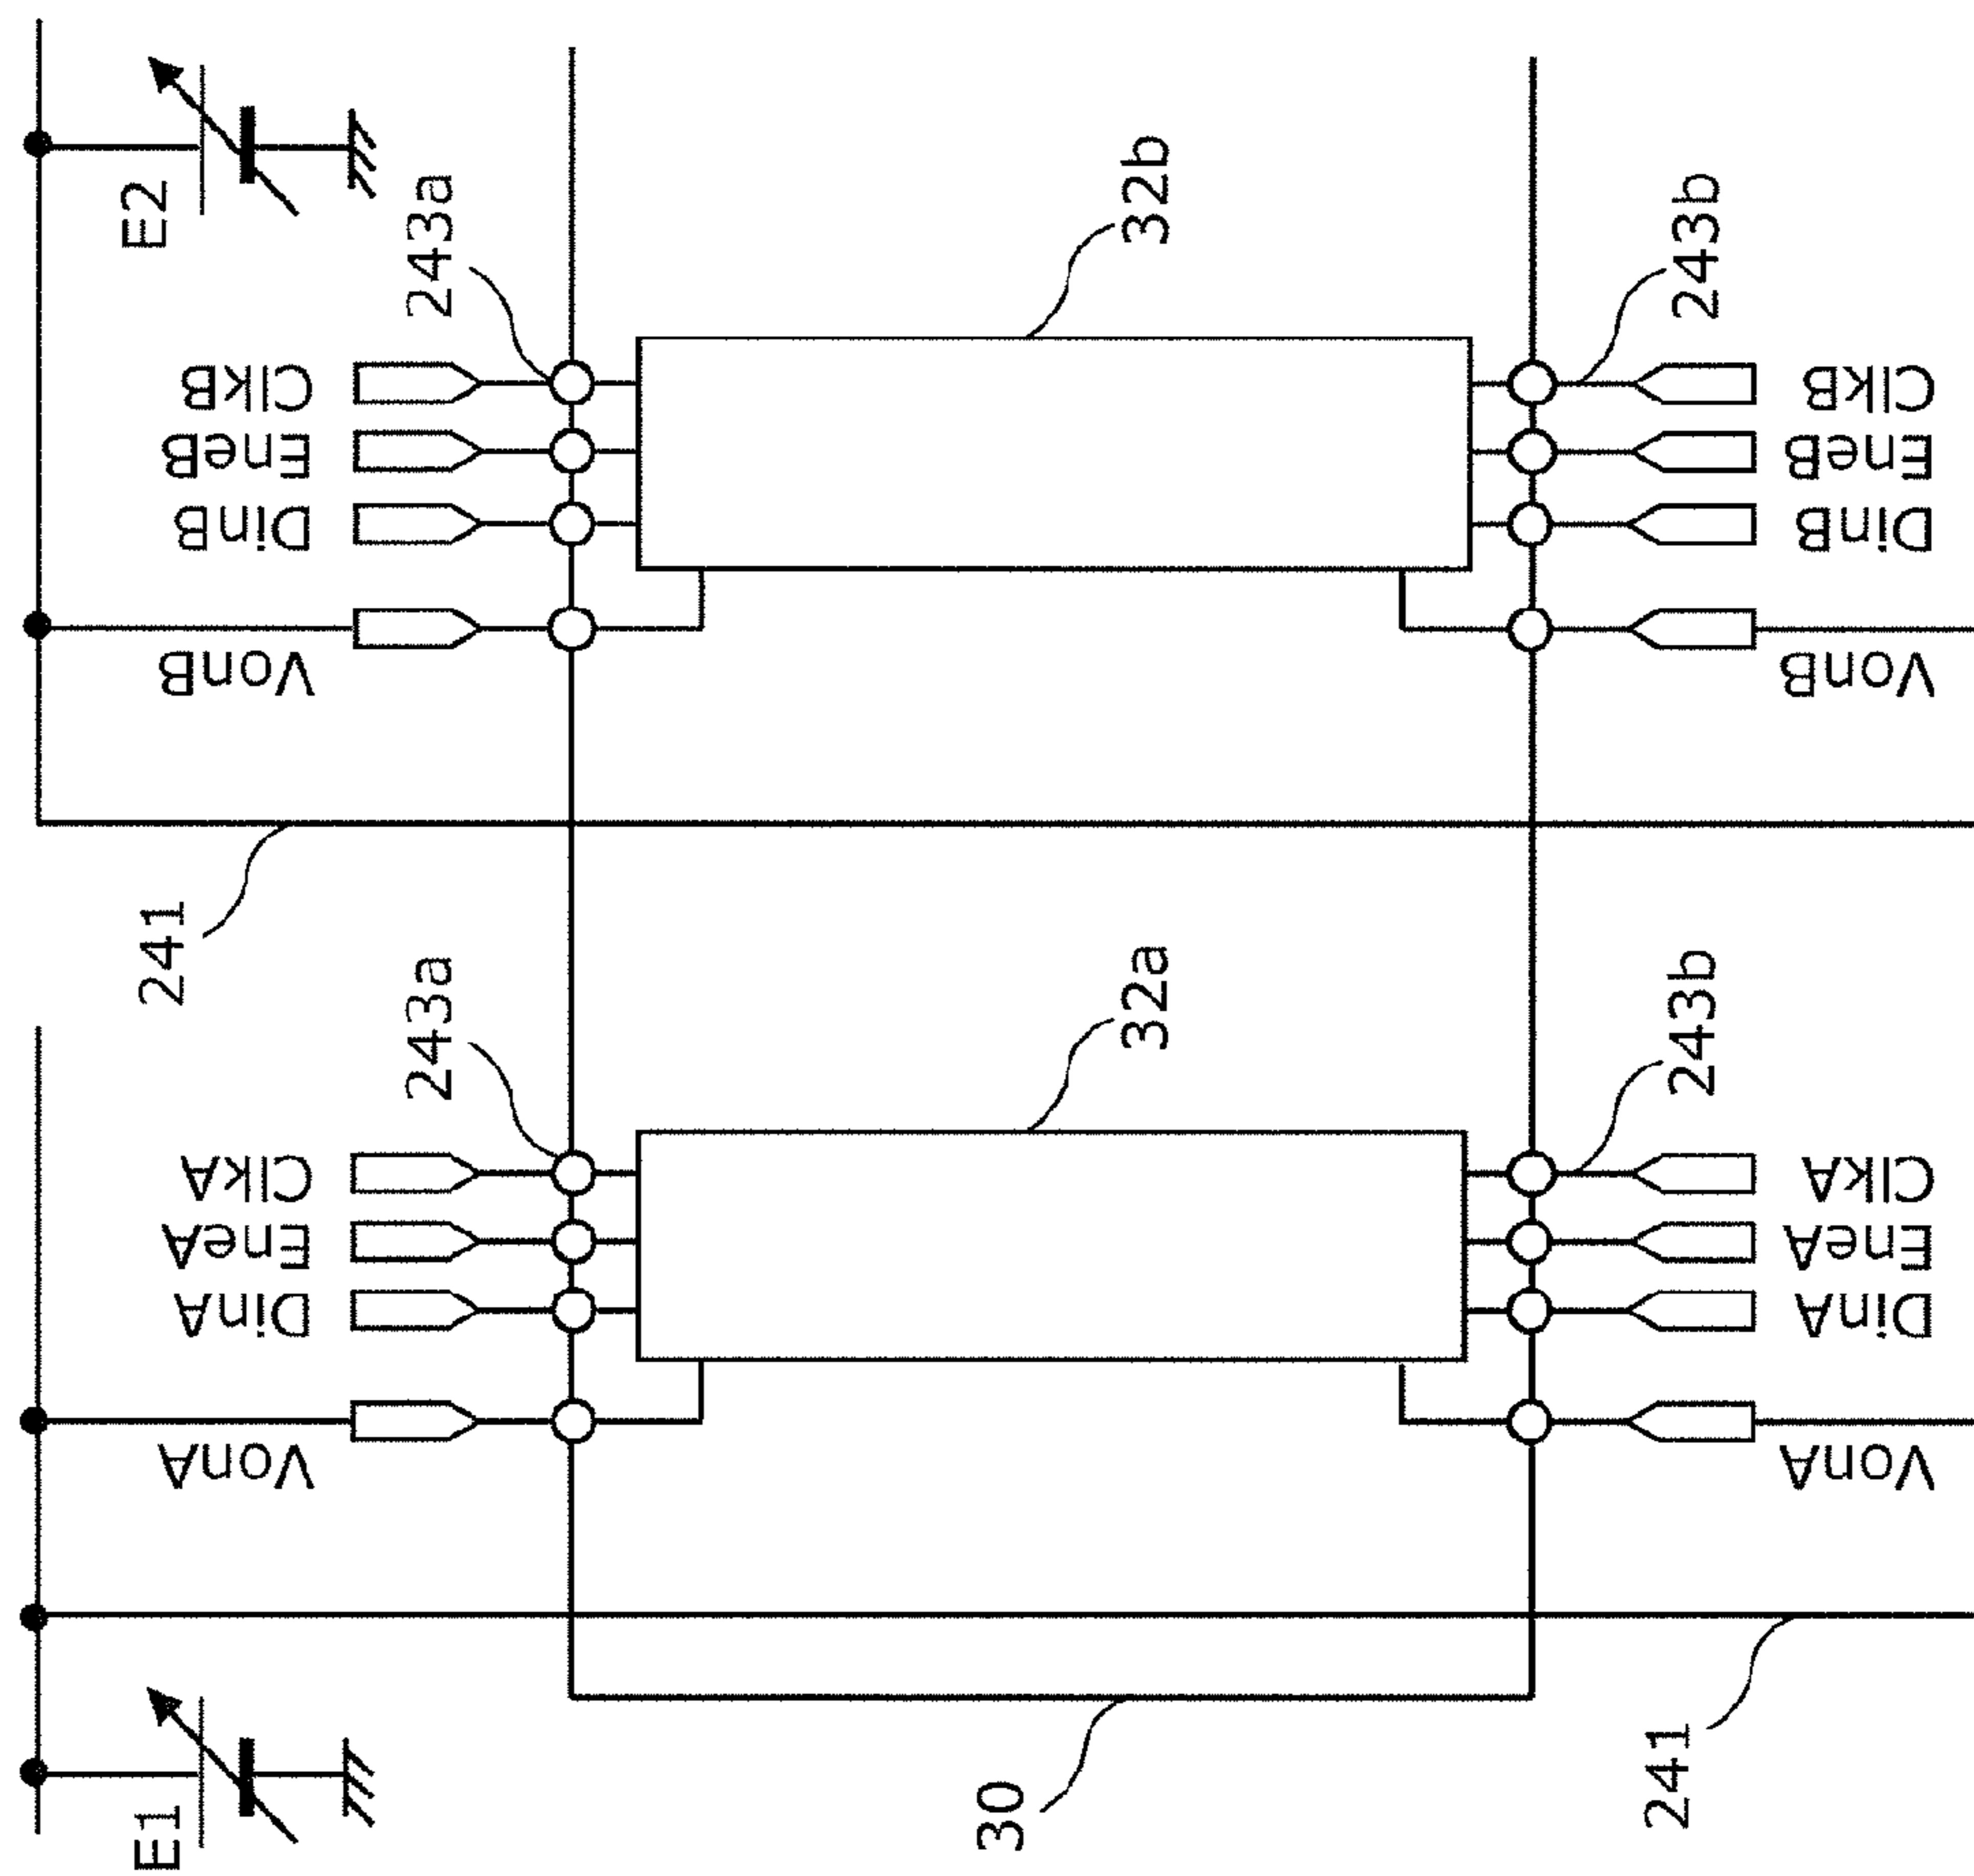 E2
243a
ClkB
EneB
DinB
VonB
32b
243b
ClkB
EneB
DinB
VonB
241
243a
ClkA
EneA
DinA
VonA
32a
243b
ClkA
EneA
DinA
VonA
E1
30
241